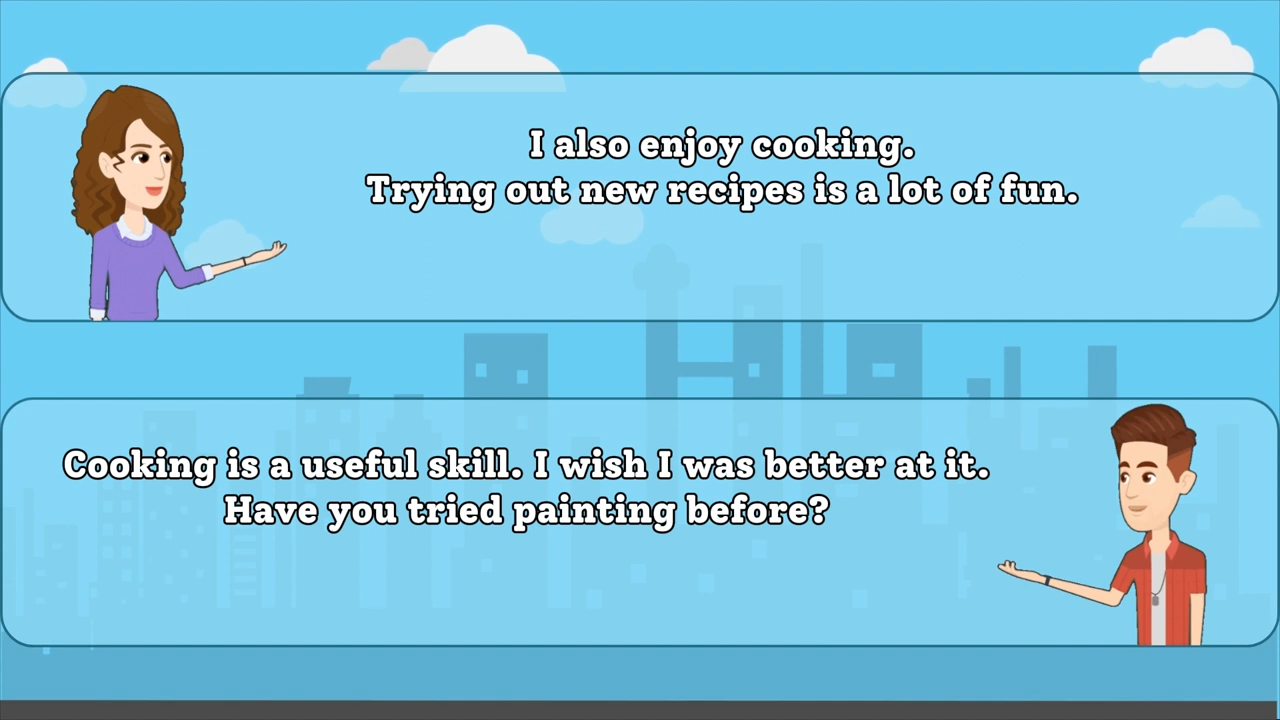 I also enjoy cooking.
Trying out new recipes is a lot of fun.
Cooking is a useful skill. I wish I was better at it.
Have you tried painting before?